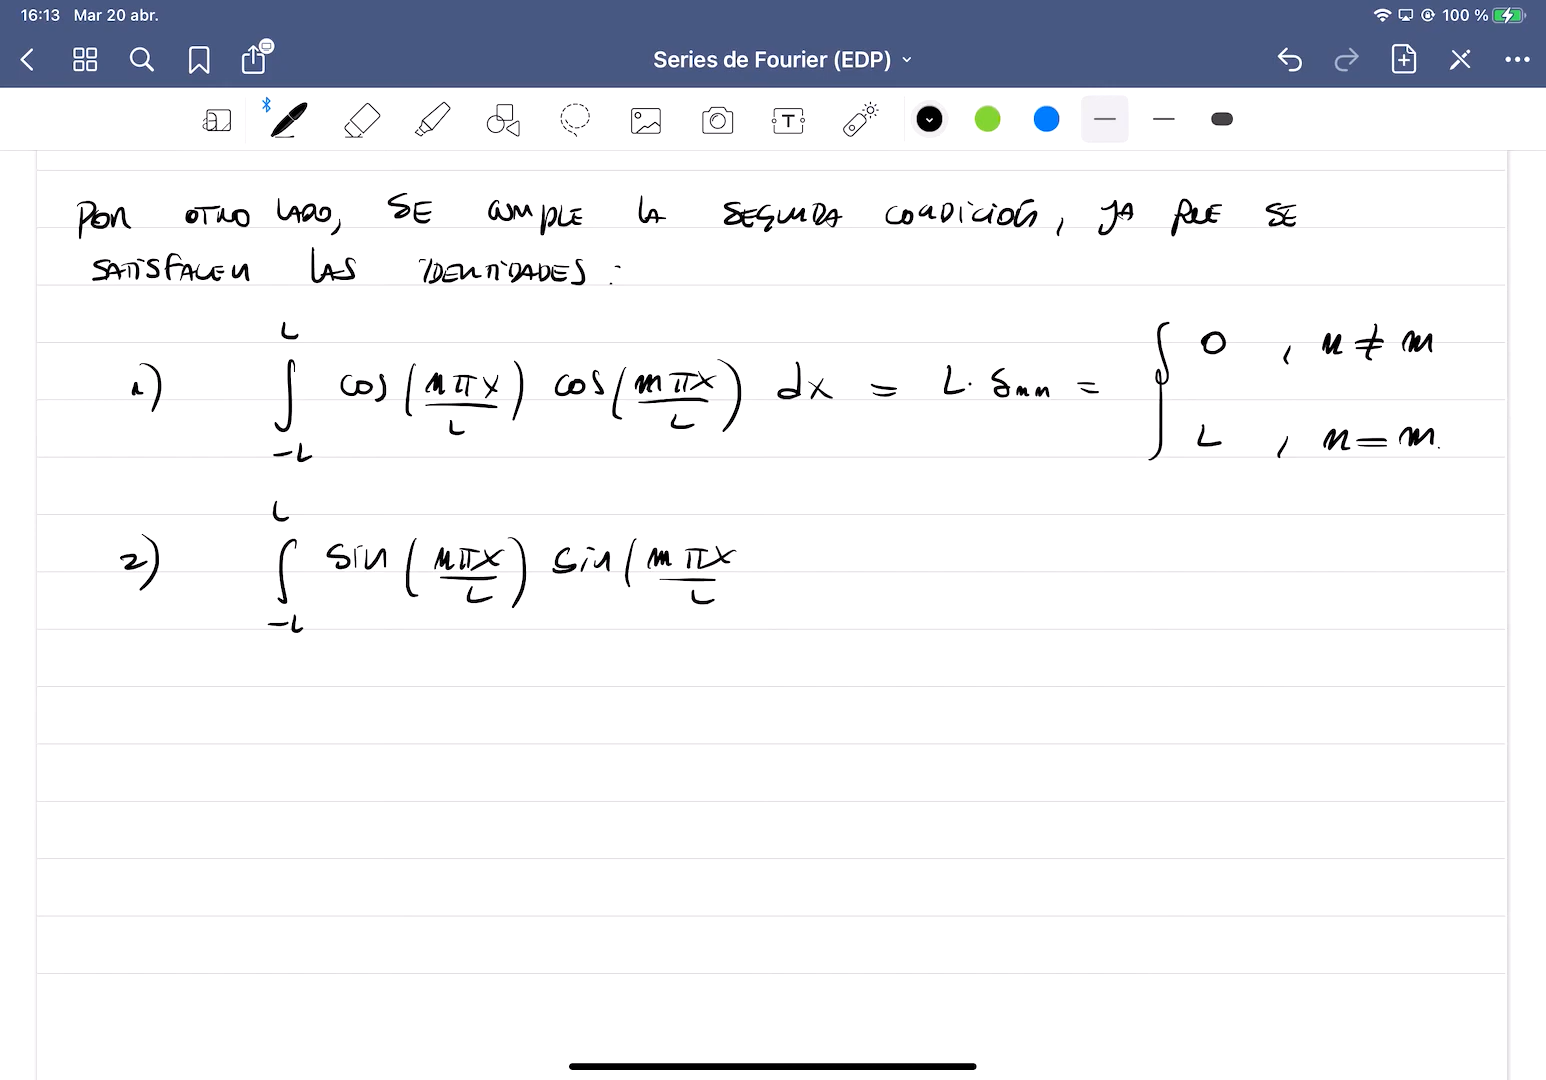 16:13 Mar 20 abr. 100 %
Series de Fourier (EDP)
POR OTRO LADO, SE CUMPLE LA SEGUNDA CONDICIÓN, YA QUE SE
SATISFACEN LAS IDENTIDADES:
1) ∫_{-L}^{L} cos(nπx/L) cos(mπx/L) dx = L·δmn = { 0 , n ≠ m
L , n = m.
2) ∫_{-L}^{L} sin(nπx/L) sin(mπx/L